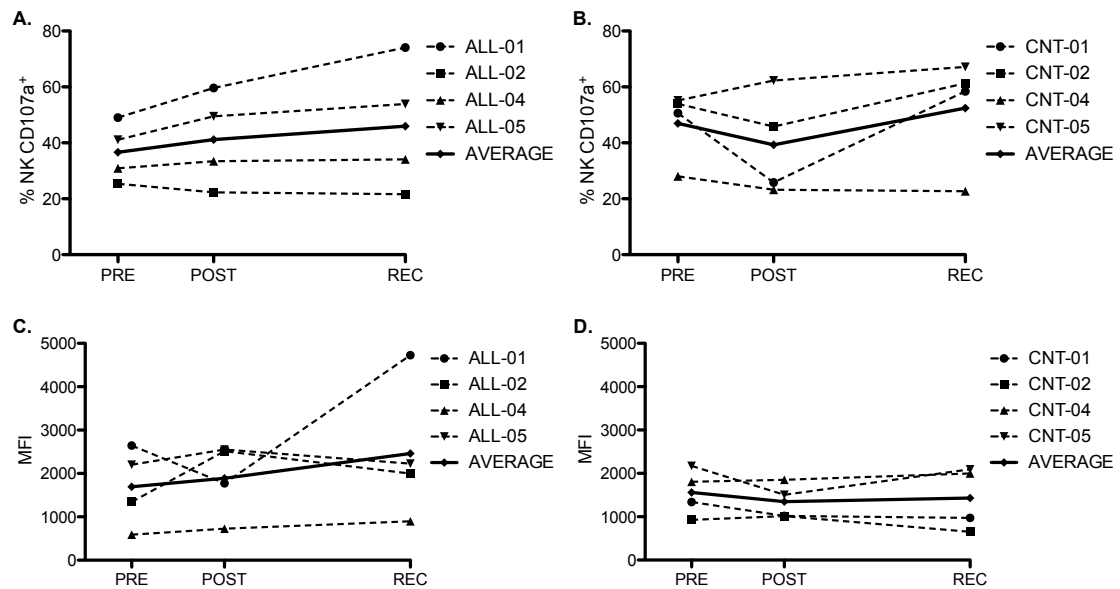 A.
80
60
40
20
0
% NK CD107a⁺
PRE POST REC
ALL-01
ALL-02
ALL-04
ALL-05
AVERAGE
B.
80
60
40
20
0
% NK CD107a⁺
PRE POST REC
CNT-01
CNT-02
CNT-04
CNT-05
AVERAGE
C.
5000
4000
3000
2000
1000
0
MFI
PRE POST REC
ALL-01
ALL-02
ALL-04
ALL-05
AVERAGE
D.
5000
4000
3000
2000
1000
0
MFI
PRE POST REC
CNT-01
CNT-02
CNT-04
CNT-05
AVERAGE